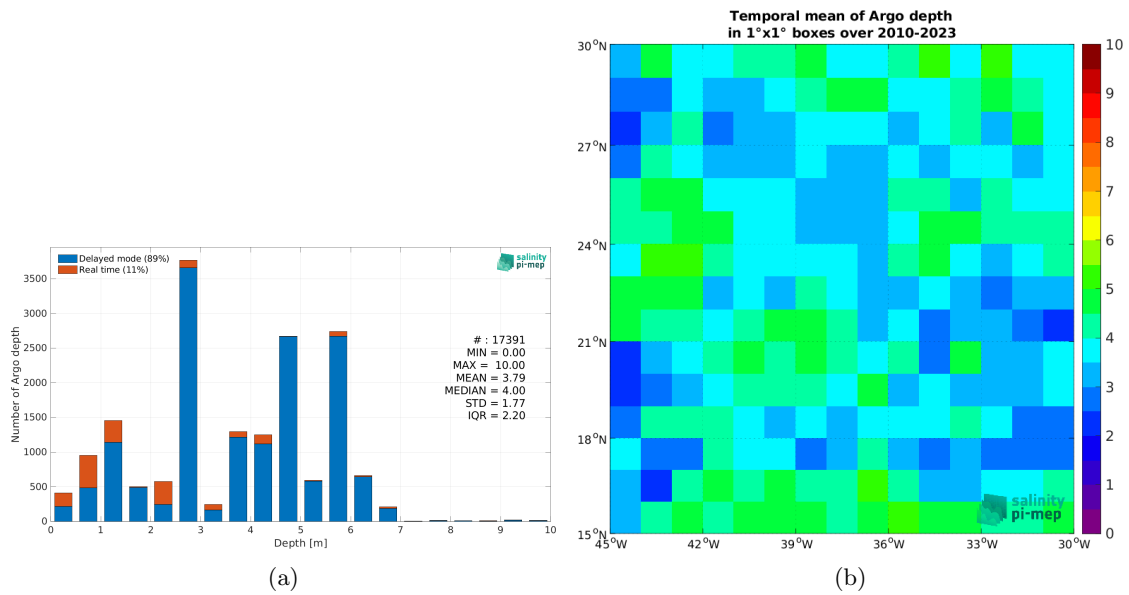 Delayed mode (89%)
Real time (11%)
salinity
pi-mep
# : 17391
MIN = 0.00
MAX = 10.00
MEAN = 3.79
MEDIAN = 4.00
STD = 1.77
IQR = 2.20
Number of Argo depth
3500
3000
2500
2000
1500
1000
500
0
0 1 2 3 4 5 6 7 8 9 10
Depth [m]
(a)
Temporal mean of Argo depth
in 1°x1° boxes over 2010-2023
30°N
27°N
24°N
21°N
18°N
15°N
45°W 42°W 39°W 36°W 33°W 30°W
salinity
pi-mep
10
9
8
7
6
5
4
3
2
1
0
(b)